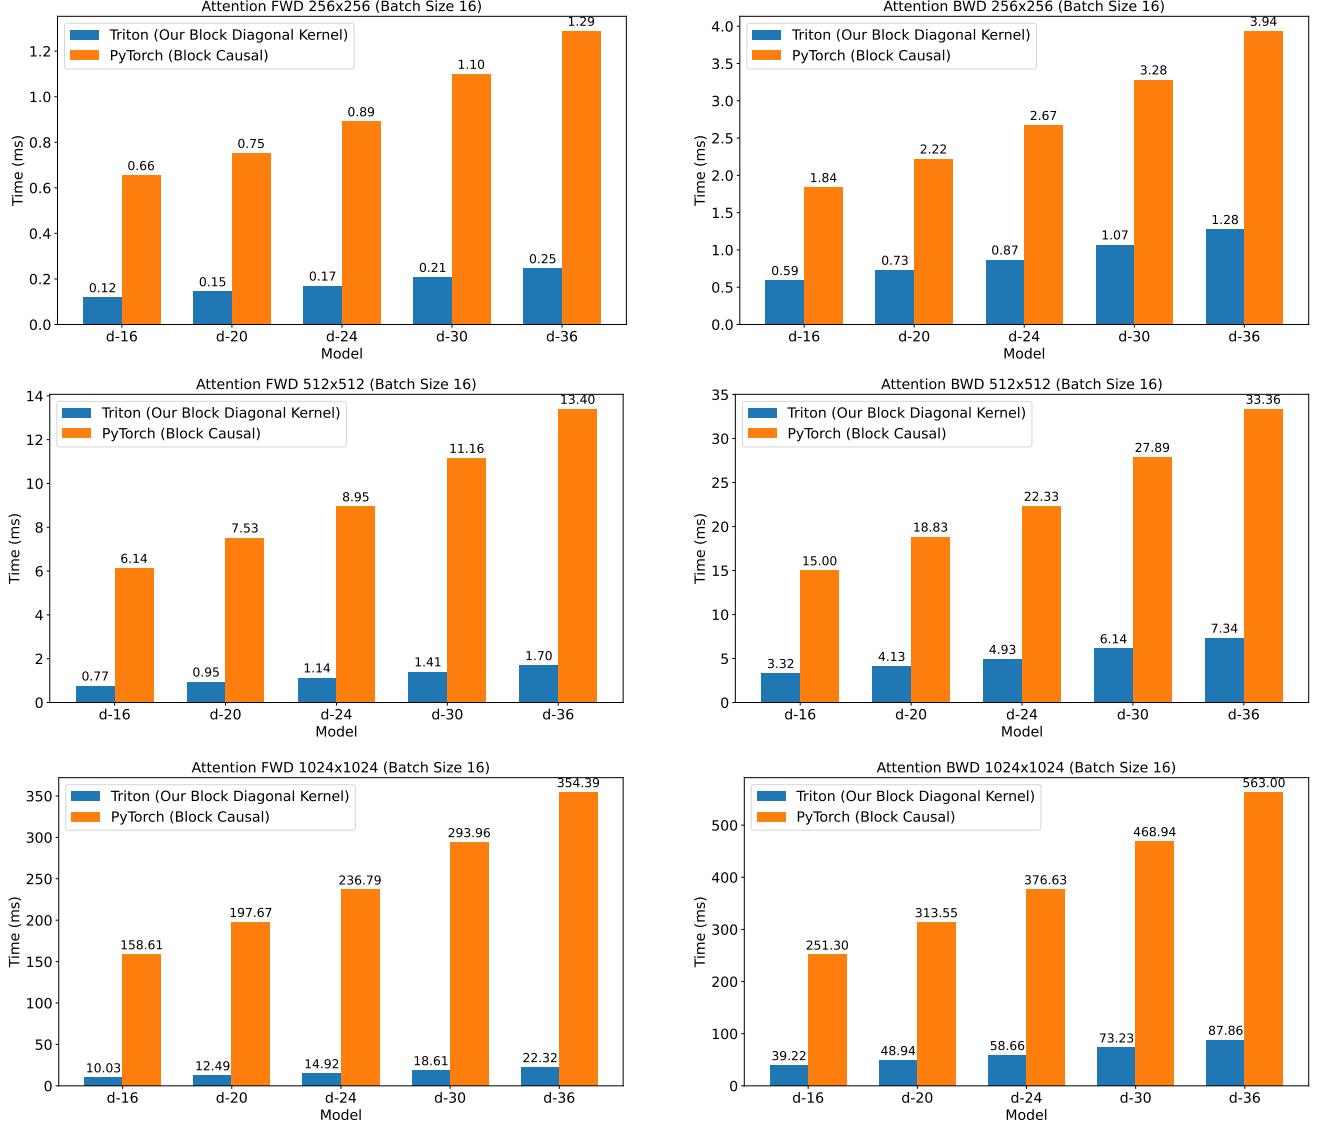 Attention FWD 256x256 (Batch Size 16)
Triton (Our Block Diagonal Kernel)
PyTorch (Block Causal)
Time (ms)
1.2
1.0
0.8
0.6
0.4
0.2
0.0
0.12
0.66
0.15
0.75
0.17
0.89
0.21
1.10
0.25
1.29
d-16
d-20
d-24
d-30
d-36
Model
Attention BWD 256x256 (Batch Size 16)
Triton (Our Block Diagonal Kernel)
PyTorch (Block Causal)
Time (ms)
4.0
3.5
3.0
2.5
2.0
1.5
1.0
0.5
0.0
0.59
1.84
0.73
2.22
0.87
2.67
1.07
3.28
1.28
3.94
d-16
d-20
d-24
d-30
d-36
Model
Attention FWD 512x512 (Batch Size 16)
Triton (Our Block Diagonal Kernel)
PyTorch (Block Causal)
Time (ms)
14
12
10
8
6
4
2
0
0.77
6.14
0.95
7.53
1.14
8.95
1.41
11.16
1.70
13.40
d-16
d-20
d-24
d-30
d-36
Model
Attention BWD 512x512 (Batch Size 16)
Triton (Our Block Diagonal Kernel)
PyTorch (Block Causal)
Time (ms)
35
30
25
20
15
10
5
0
3.32
15.00
4.13
18.83
4.93
22.33
6.14
27.89
7.34
33.36
d-16
d-20
d-24
d-30
d-36
Model
Attention FWD 1024x1024 (Batch Size 16)
Triton (Our Block Diagonal Kernel)
PyTorch (Block Causal)
Time (ms)
350
300
250
200
150
100
50
0
10.03
158.61
12.49
197.67
14.92
236.79
18.61
293.96
22.32
354.39
d-16
d-20
d-24
d-30
d-36
Model
Attention BWD 1024x1024 (Batch Size 16)
Triton (Our Block Diagonal Kernel)
PyTorch (Block Causal)
Time (ms)
500
400
300
200
100
0
39.22
251.30
48.94
313.55
58.66
376.63
73.23
468.94
87.86
563.00
d-16
d-20
d-24
d-30
d-36
Model